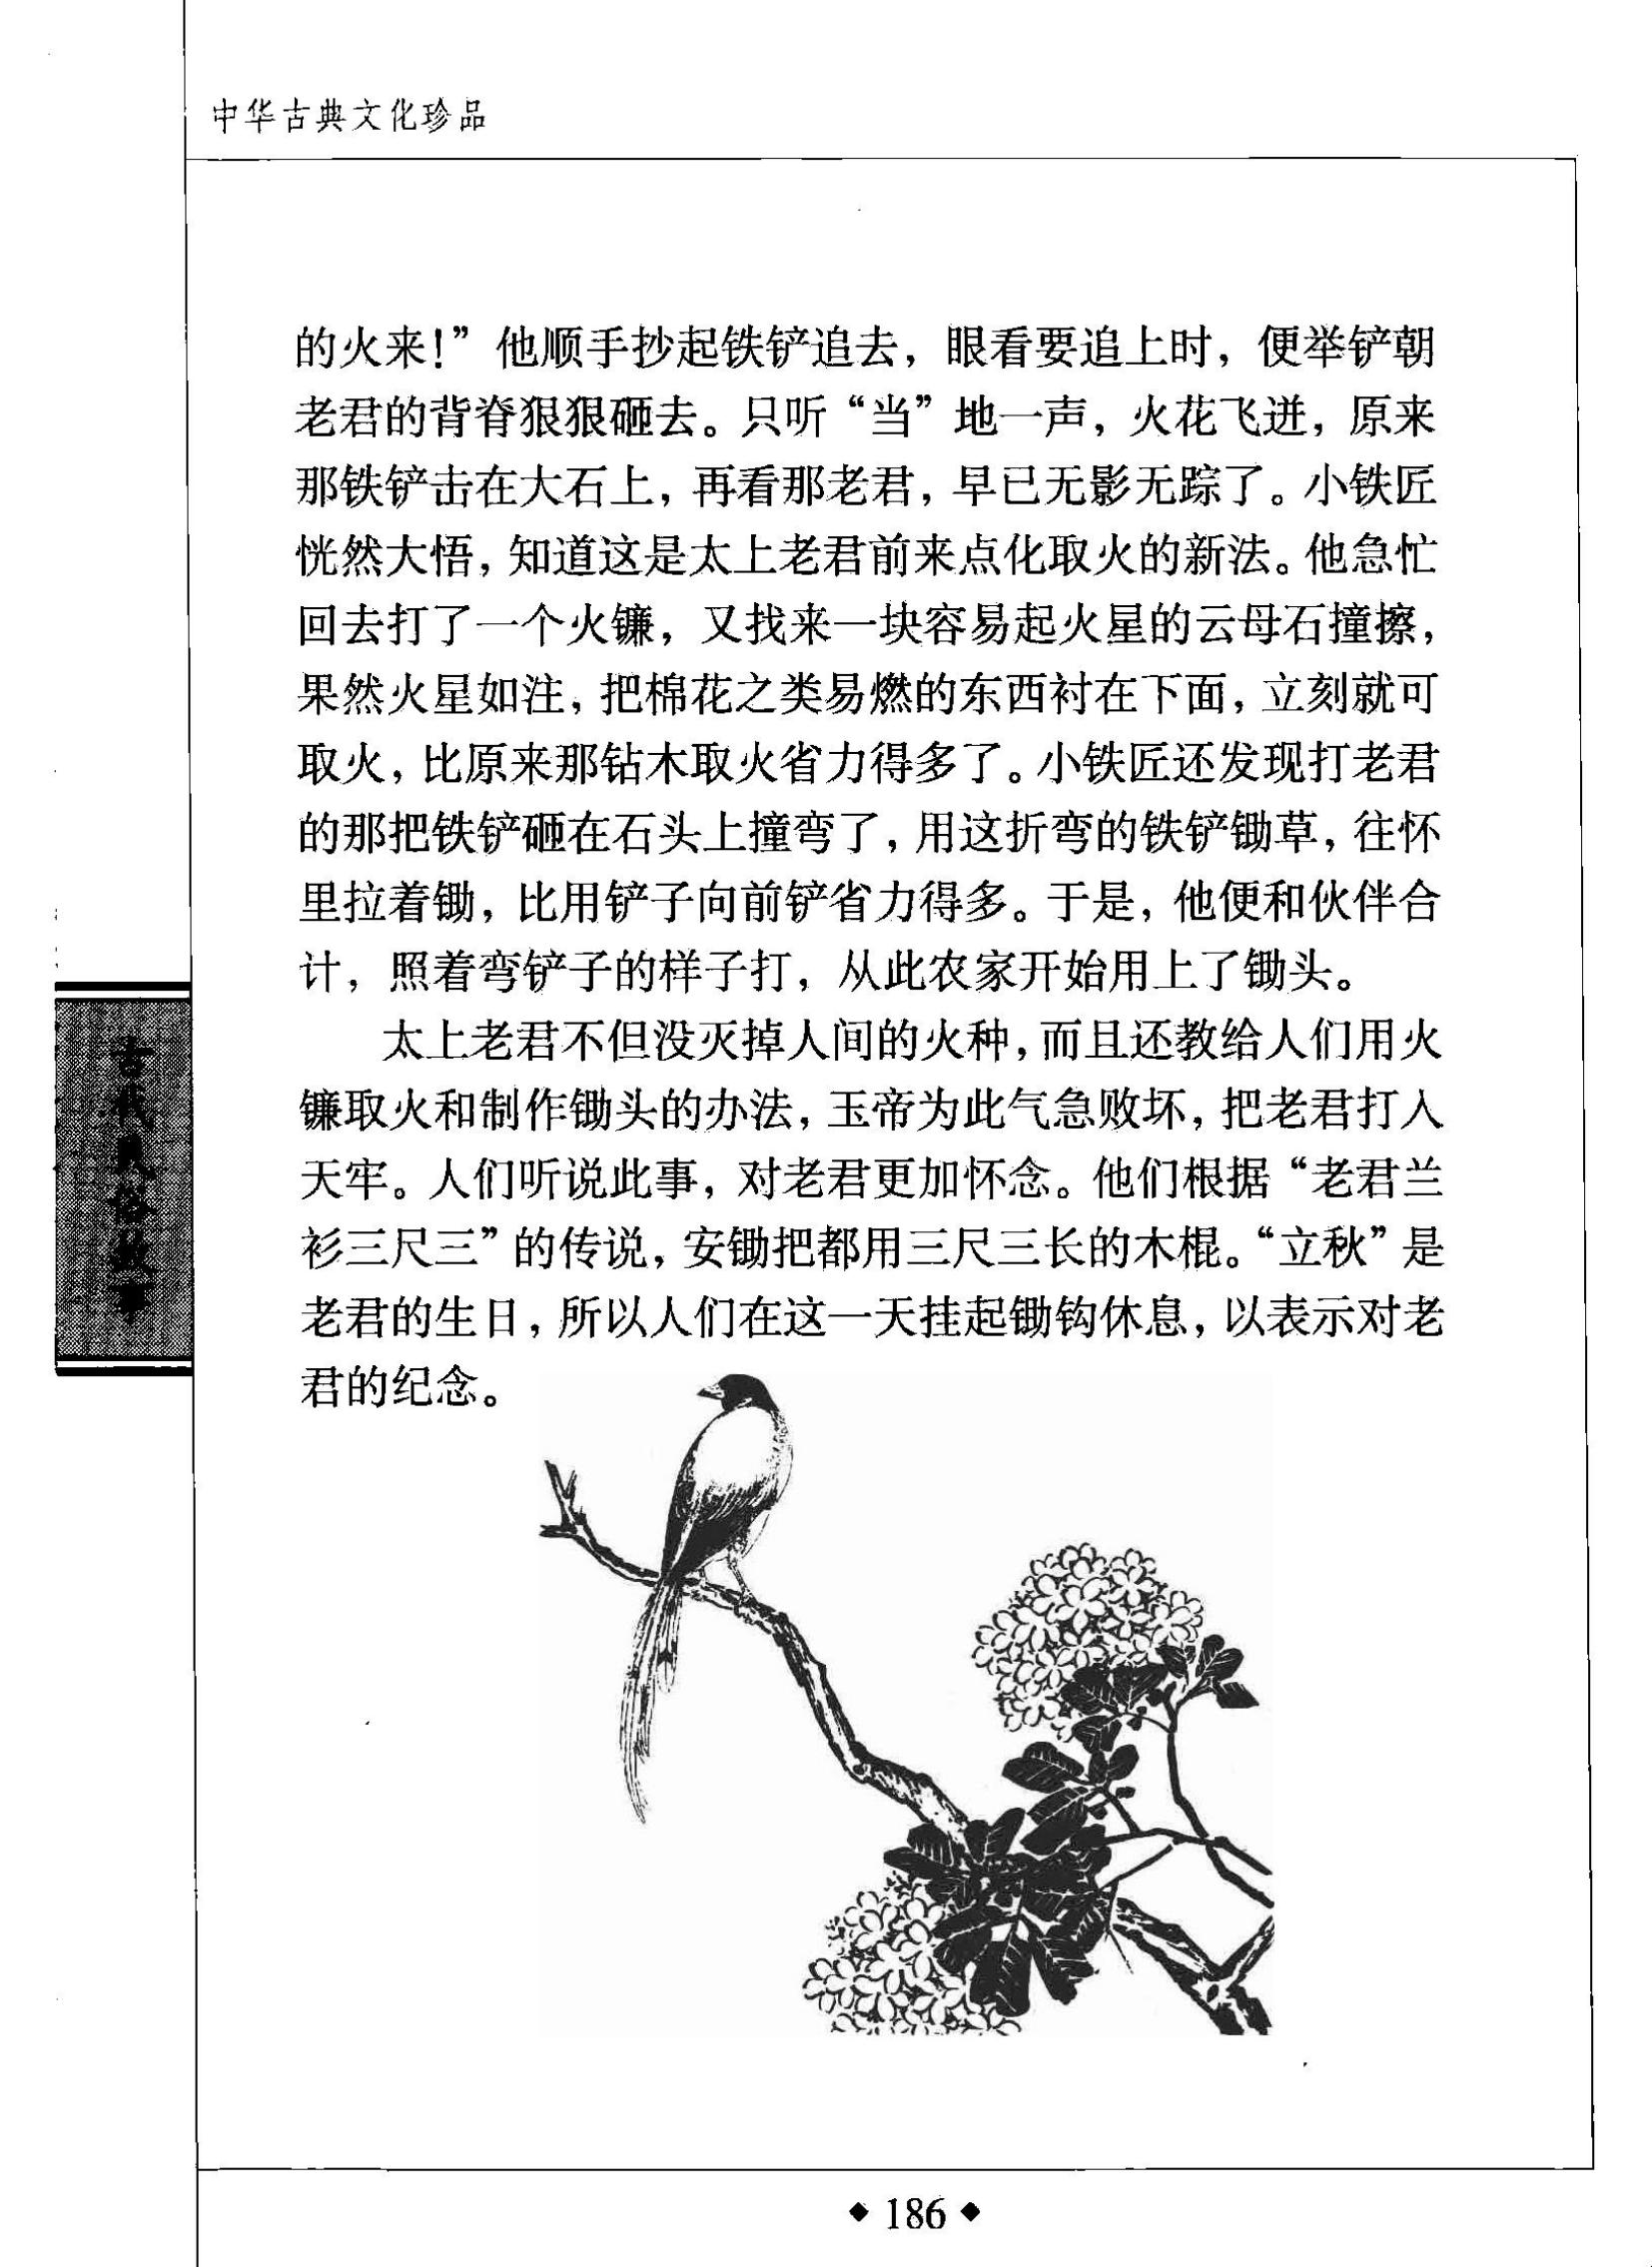 中华古典文化珍品
的火来！”他顺手抄起铁铲追去，眼看要追上时，便举铲朝
老君的背脊狠狠砸去。只听“当”地一声，火花飞迸，原来
那铁铲击在大石上，再看那老君，早已无影无踪了。小铁匠
恍然大悟，知道这是太上老君前来点化取火的新法。他急忙
回去打了一个火镰，又找来一块容易起火星的云母石撞擦，
果然火星如注，把棉花之类易燃的东西衬在下面，立刻就可
取火，比原来那钻木取火省力得多了。小铁匠还发现打老君
的那把铁铲砸在石头上撞弯了，用这折弯的铁铲锄草，往怀
里拉着锄，比用铲子向前铲省力得多。于是，他便和伙伴合
计，照着弯铲子的样子打，从此农家开始用上了锄头。
太上老君不但没灭掉人间的火种，而且还教给人们用火
镰取火和制作锄头的办法，玉帝为此气急败坏，把老君打入
天牢。人们听说此事，对老君更加怀念。他们根据“老君兰
衫三尺三”的传说，安锄把都用三尺三长的木棍。“立秋”是
老君的生日，所以人们在这一天挂起锄钩休息，以表示对老
君的纪念。
古代民俗故事
◆ 186 ◆